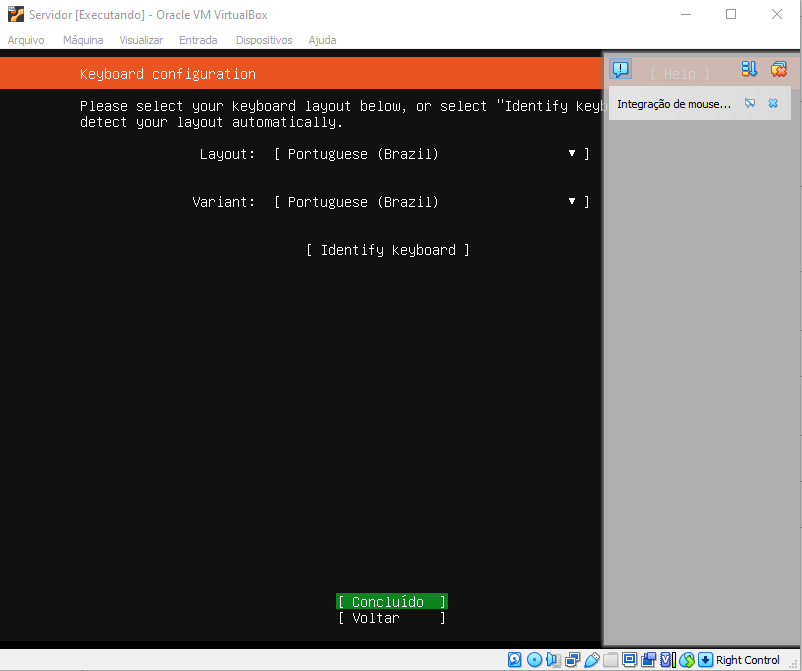 Servidor [Executando] - Oracle VM VirtualBox
Arquivo Máquina Visualizar Entrada Dispositivos Ajuda
Keyboard configuration [ Help ]
Please select your keyboard layout below, or select "Identify keyb
detect your layout automatically.
Integração de mouse...
Layout: [ Portuguese (Brazil) ▼ ]
Variant: [ Portuguese (Brazil) ▼ ]
[ Identify keyboard ]
[ Concluído ]
[ Voltar ]
Right Control